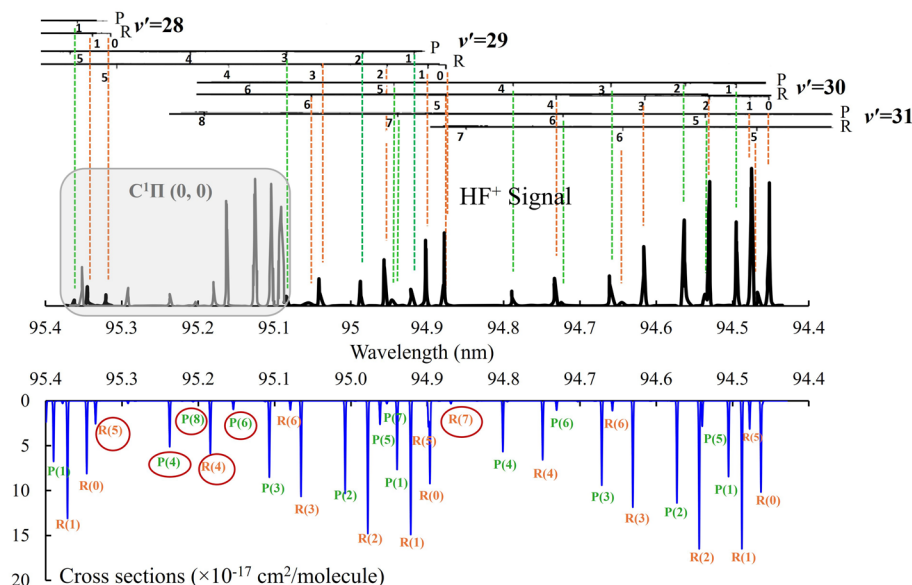 P
R
1
1 0
v'=28
P
R
v'=29
5 4 3 2 1
5 4 3 2 1 0
P
R
v'=30
4 3 2 1
6 5 4 3 2 1 0
P
R
v'=31
8 7 6 5
7 6 5
6 5
C¹Π (0, 0)
HF⁺ Signal
95.4 95.3 95.2 95.1 95 94.9 94.8 94.7 94.6 94.5 94.4
Wavelength (nm)
95.4 95.3 95.2 95.1 95.0 94.9 94.8 94.7 94.6 94.5 94.4
0
5
10
15
20
P(1)
R(1)
R(0)
R(5)
P(4)
P(8)
R(4)
P(6)
P(3)
R(6)
R(3)
P(2)
R(2)
P(5)
P(7)
P(1)
R(1)
R(5)
R(0)
R(7)
P(4)
R(4)
P(6)
P(3)
R(6)
R(3)
P(2)
R(2)
P(5)
P(1)
R(1)
R(5)
R(0)
Cross sections (×10⁻¹⁷ cm²/molecule)